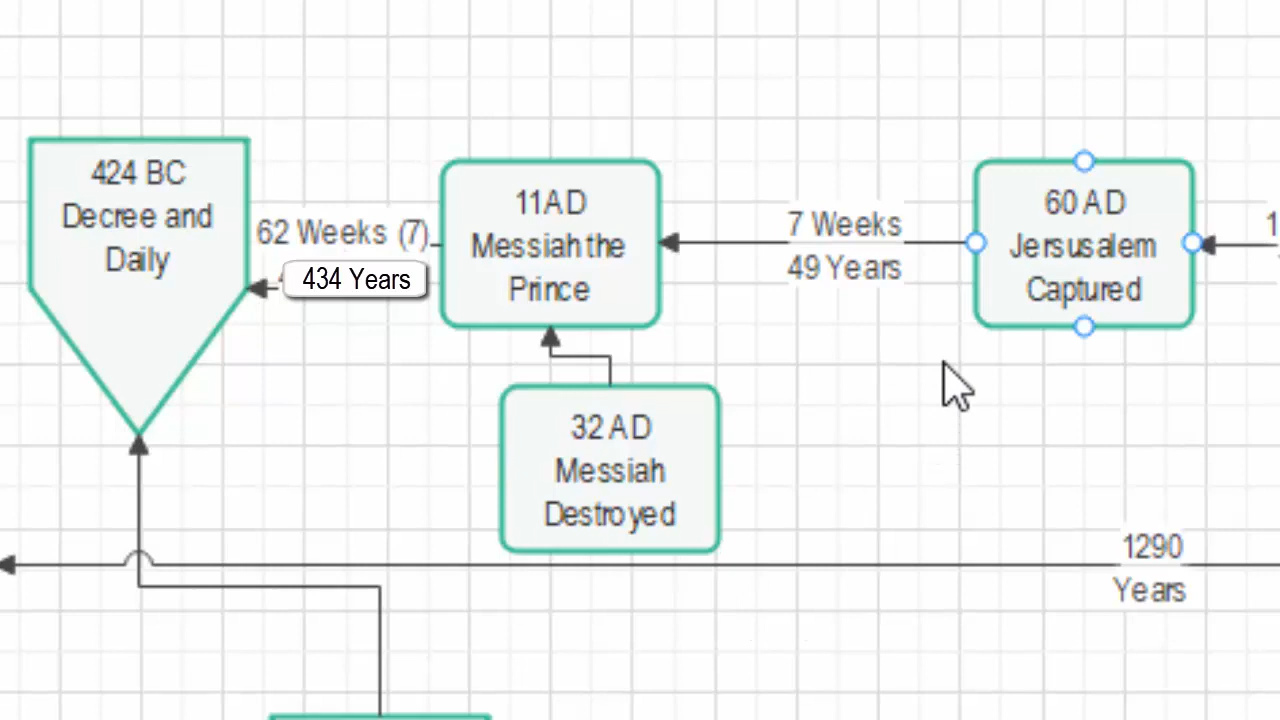 424 BC
Decree and
Daily
62 Weeks (7)
434 Years
11AD
Messiah the
Prince
7 Weeks
49 Years
60 AD
Jersusalem
Captured
1
32 AD
Messiah
Destroyed
1290
Years